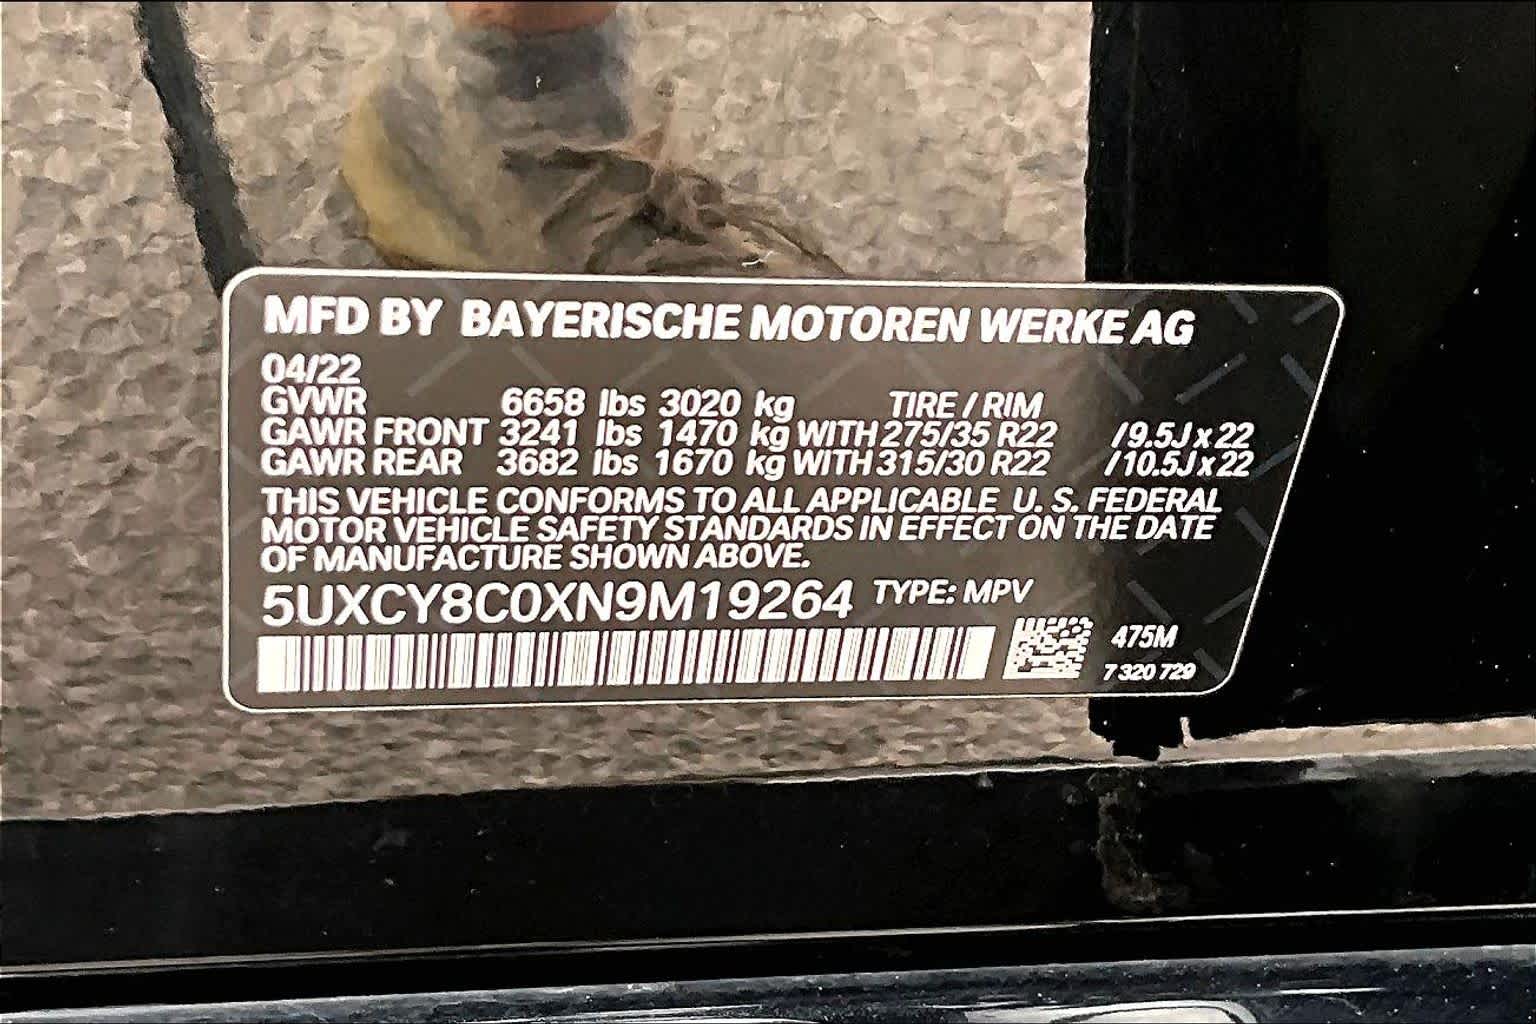 MFD BY BAYERISCHE MOTOREN WERKE AG
04/22
GVWR 6658 lbs 3020 kg TIRE / RIM
GAWR FRONT 3241 lbs 1470 kg WITH 275/35 R22 / 9.5J x 22
GAWR REAR 3682 lbs 1670 kg WITH 315/30 R22 / 10.5J x 22
THIS VEHICLE CONFORMS TO ALL APPLICABLE U. S. FEDERAL
MOTOR VEHICLE SAFETY STANDARDS IN EFFECT ON THE DATE
OF MANUFACTURE SHOWN ABOVE.
5UXCY8C0XN9M19264 TYPE: MPV
475M
7 320 729